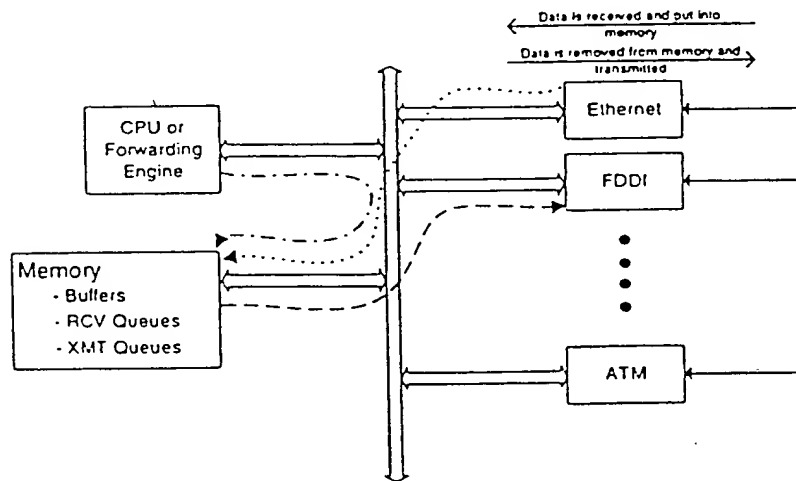 Data is received and put into
memory
Data is removed from memory and
transmitted
CPU or
Forwarding
Engine
Ethernet
FDDI
Memory
- Buffers
- RCV Queues
- XMT Queues
ATM